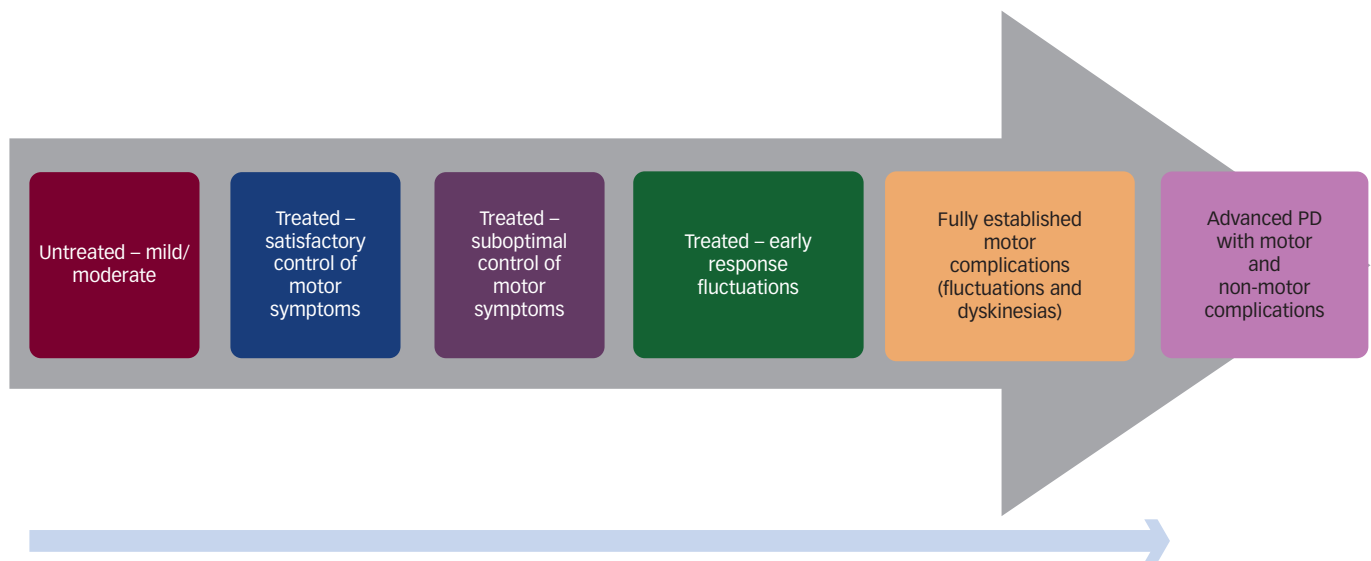 Untreated – mild/
moderate
Treated –
satisfactory
control of
motor
symptoms
Treated –
suboptimal
control of
motor
symptoms
Treated – early
response
fluctuations
Fully established
motor
complications
(fluctuations and
dyskinesias)
Advanced PD
with motor
and
non-motor
complications